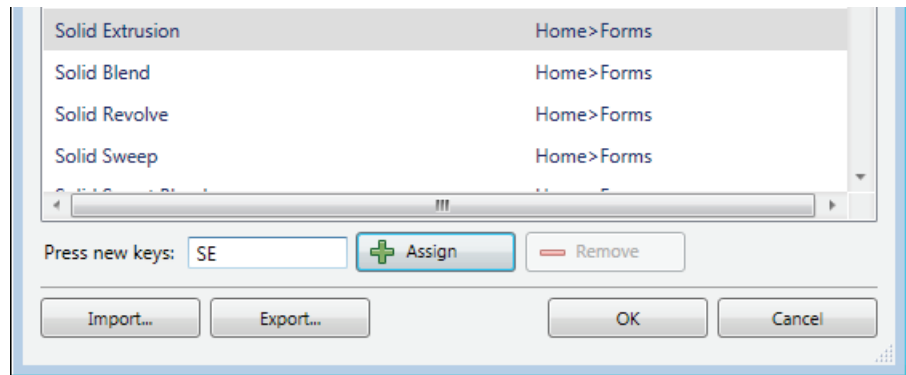 Solid Extrusion Home>Forms
Solid Blend Home>Forms
Solid Revolve Home>Forms
Solid Sweep Home>Forms
Press new keys: SE Assign Remove
Import... Export... OK Cancel